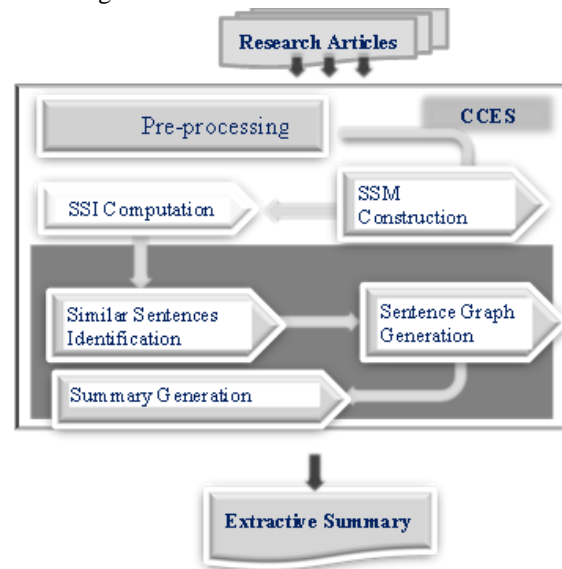 Research Articles
Pre-processing
CCES
SSM
Construction
SSI Computation
Similar Sentences
Identification
Sentence Graph
Generation
Summary Generation
Extractive Summary